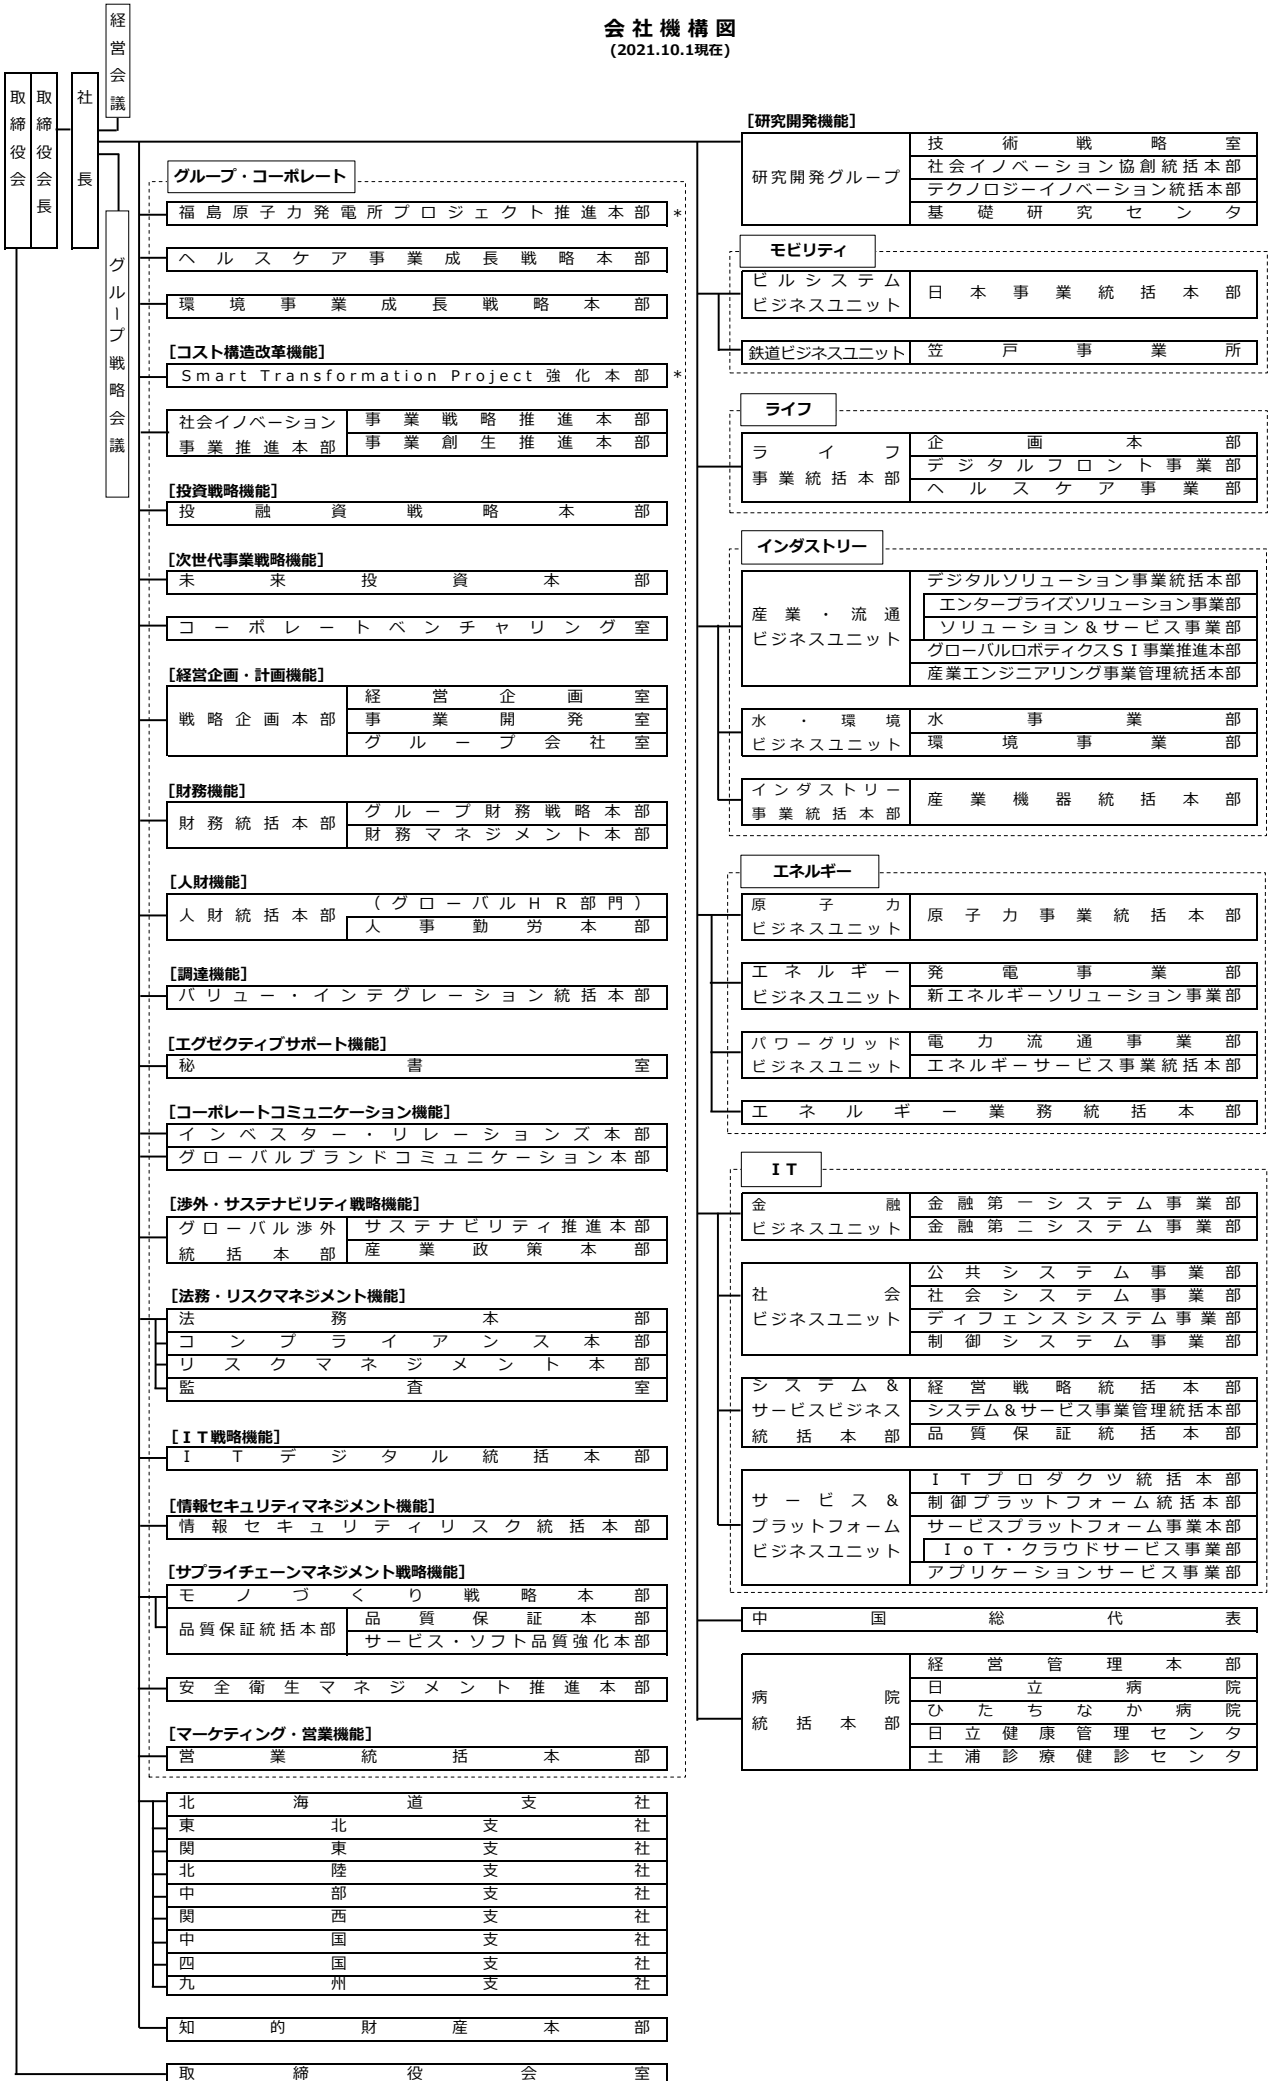 会社機構図
(2021.10.1現在)
経営会議
取締役会
取締役会長
社長
グループ戦略会議
グループ・コーポレート
福島原子力発電所プロジェクト推進本部 *
ヘルスケア事業成長戦略本部
環境事業成長戦略本部
[コスト構造改革機能]
Smart Transformation Project 強化本部 *
社会イノベーション
事業推進本部
事業戦略推進本部
事業創生推進本部
[投資戦略機能]
投融資戦略本部
[次世代事業戦略機能]
未来投資本部
コーポレートベンチャリング室
[経営企画・計画機能]
戦略企画本部
経営企画室
事業開発室
グループ会社室
[財務機能]
財務統括本部
グループ財務戦略本部
財務マネジメント本部
[人財機能]
人財統括本部
(グローバルHR部門)
人事勤労本部
[調達機能]
バリュー・インテグレーション統括本部
[エグゼクティブサポート機能]
秘書室
[コーポレートコミュニケーション機能]
インベスター・リレーションズ本部
グローバルブランドコミュニケーション本部
[渉外・サステナビリティ戦略機能]
グローバル渉外
統括本部
サステナビリティ推進本部
産業政策本部
[法務・リスクマネジメント機能]
法務本部
コンプライアンス本部
リスクマネジメント本部
監査室
[IT戦略機能]
ITデジタル統括本部
[情報セキュリティマネジメント機能]
情報セキュリティリスク統括本部
[サプライチェーンマネジメント戦略機能]
モノづくり戦略本部
品質保証統括本部
品質保証本部
サービス・ソフト品質強化本部
安全衛生マネジメント推進本部
[マーケティング・営業機能]
営業統括本部
北海道支社
東北支社
関東支社
北陸支社
中部支社
関西支社
中国支社
四国支社
九州支社
知的財産本部
取締役会室
[研究開発機能]
研究開発グループ
技術戦略室
社会イノベーション協創統括本部
テクノロジーイノベーション統括本部
基礎研究センタ
モビリティ
ビルシステム
ビジネスユニット
日本事業統括本部
鉄道ビジネスユニット
笠戸事業所
ライフ
ライフ
事業統括本部
企画本部
デジタルフロント事業部
ヘルスケア事業部
インダストリー
産業・流通
ビジネスユニット
デジタルソリューション事業統括本部
エンタープライズソリューション事業部
ソリューション&サービス事業部
グローバルロボティクスSI事業推進本部
産業エンジニアリング事業管理統括本部
水・環境
ビジネスユニット
水事業部
環境事業部
インダストリー
事業統括本部
産業機器統括本部
エネルギー
原子力
ビジネスユニット
原子力事業統括本部
エネルギー
ビジネスユニット
発電事業部
新エネルギーソリューション事業部
パワーグリッド
ビジネスユニット
電力流通事業部
エネルギーサービス事業統括本部
エネルギー業務統括本部
IT
金融
ビジネスユニット
金融第一システム事業部
金融第二システム事業部
社会
ビジネスユニット
公共システム事業部
社会システム事業部
ディフェンスシステム事業部
制御システム事業部
システム&
サービスビジネス
統括本部
経営戦略統括本部
システム&サービス事業管理統括本部
品質保証統括本部
サービス&
プラットフォーム
ビジネスユニット
ITプロダクツ統括本部
制御プラットフォーム統括本部
サービスプラットフォーム事業本部
IoT・クラウドサービス事業部
アプリケーションサービス事業部
中国総代表
病院
統括本部
経営管理本部
日立病院
ひたちなか病院
日立健康管理センタ
土浦診療健診センタ